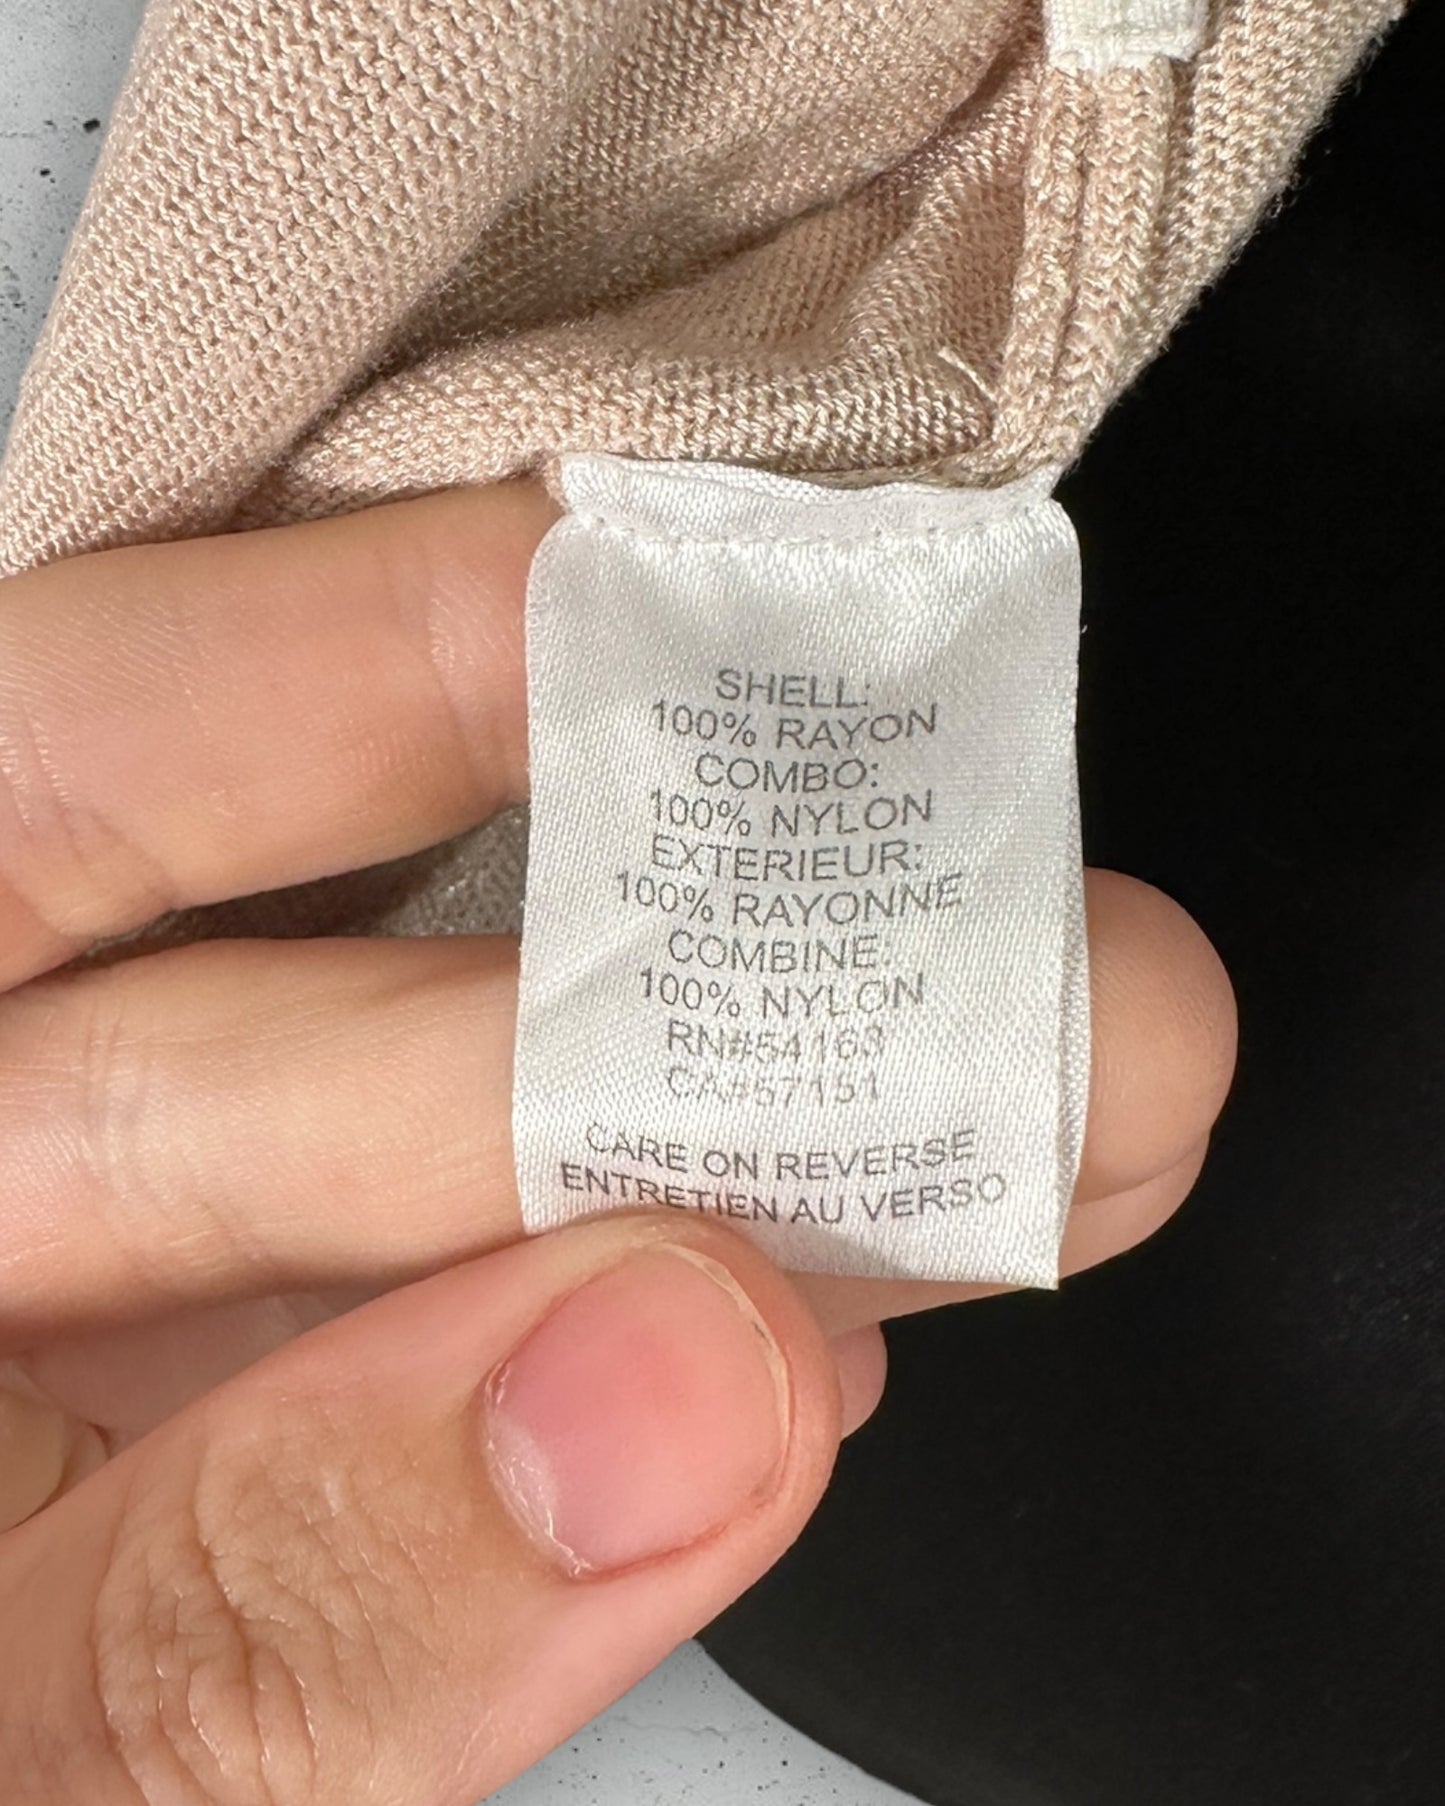 SHELL:
100% RAYON
COMBO:
100% NYLON
EXTERIEUR:
100% RAYONNE
COMBINE:
100% NYLON
RN#54163
CA#57151
CARE ON REVERSE
ENTRETIEN AU VERSO